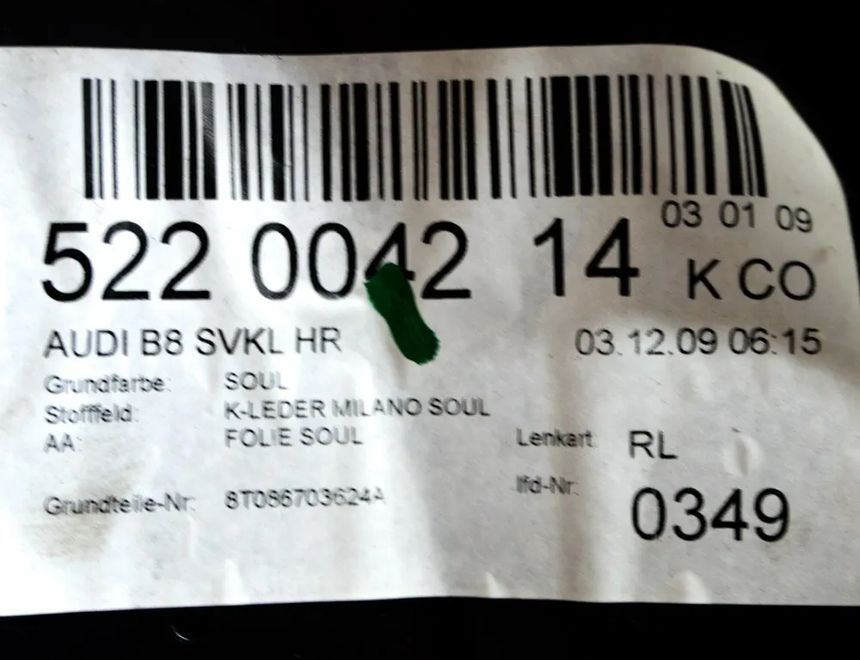 03 01 09
522 0042 14 K CO
AUDI B8 SVKL HR 03.12.09 06:15
Grundfarbe: SOUL
Stofffeld: K-LEDER MILANO SOUL
AA: FOLIE SOUL Lenkart: RL
Grundteile-Nr: 8T086703624A lfd-Nr: 0349